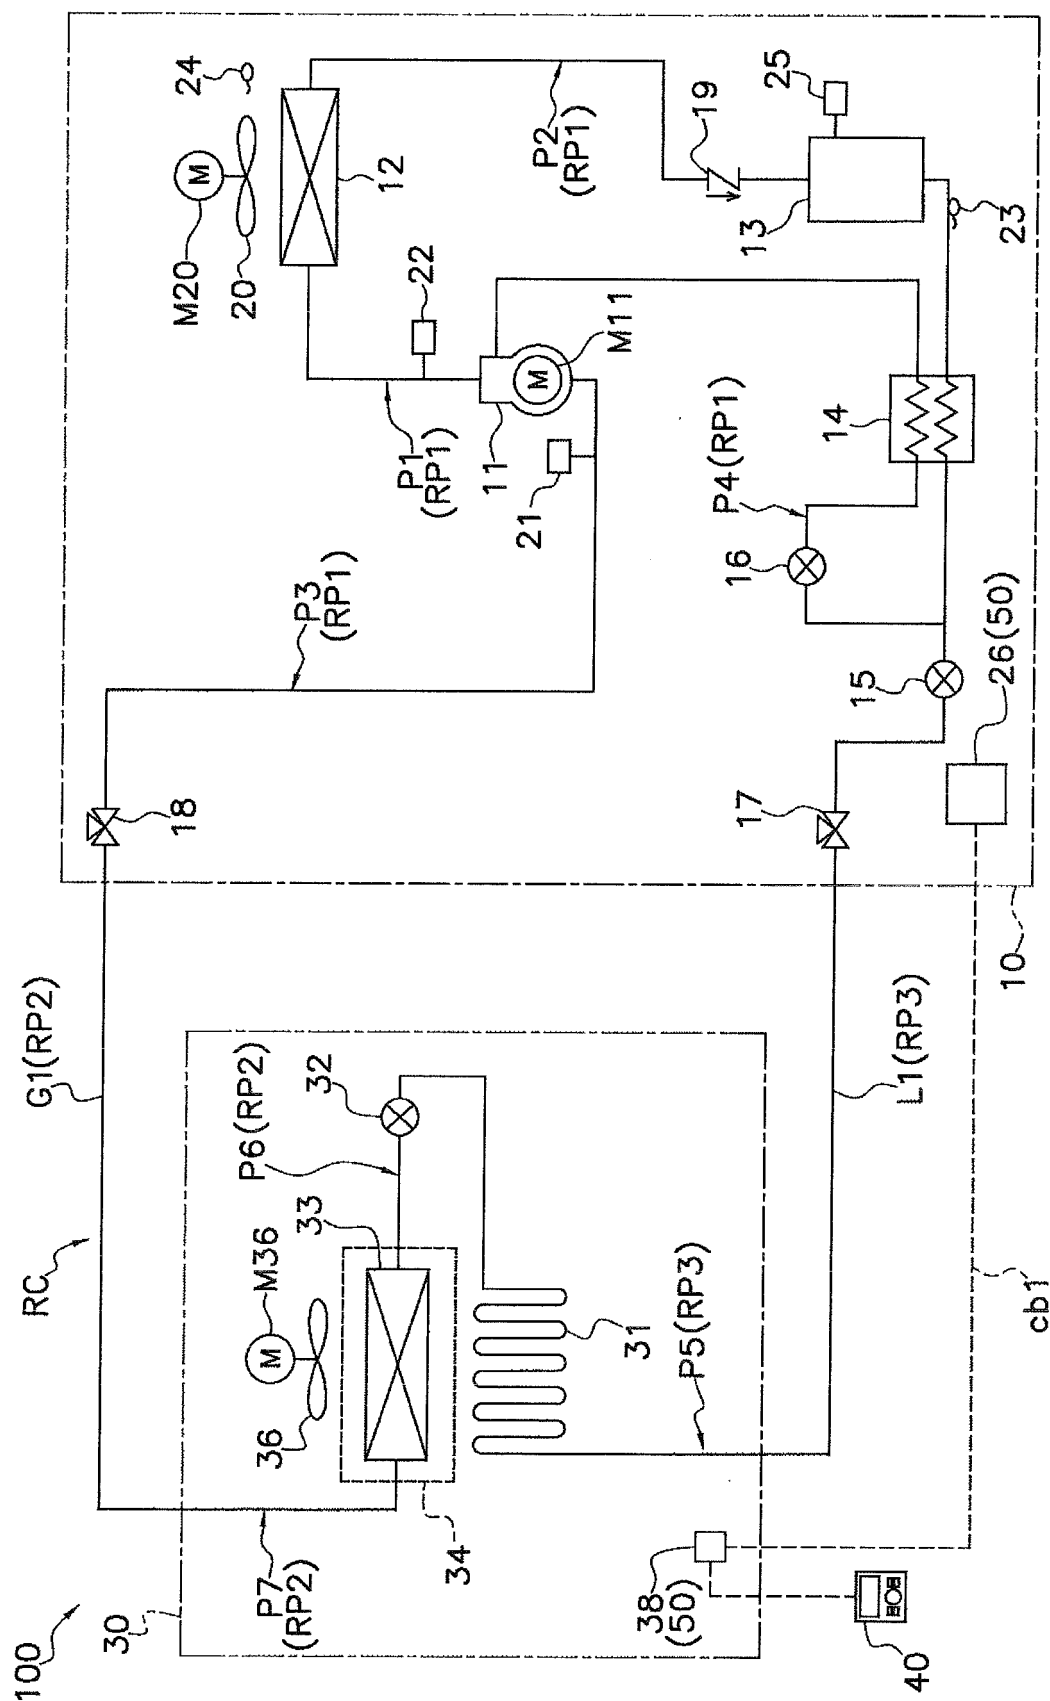 100
RC
G1(RP2)
30
P7
(RP2)
36
M36
M
33
P6(RP2)
32
34
31
P5(RP3)
38
(50)
40
cb1
L1(RP3)
10
18
P3
(RP1)
M20
M
20
24
12
P1
(RP1)
22
11
M
M11
21
P2
(RP1)
19
25
13
23
14
P4(RP1)
16
15
17
26(50)